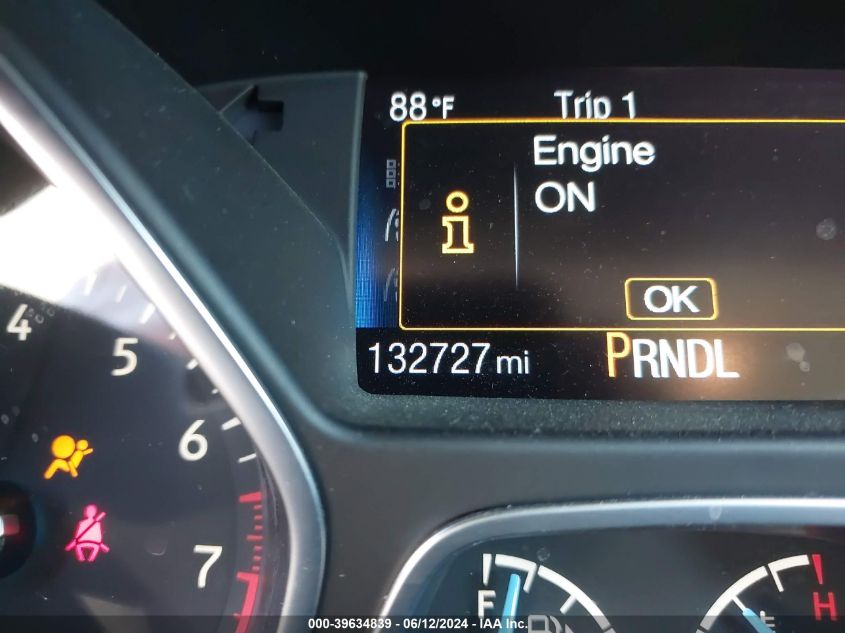 88°F Trip 1
Engine
ON
i
OK
132727 mi PRNDL
4
5
6
7
F
H
000-39634839 - 06/12/2024 - IAA Inc.